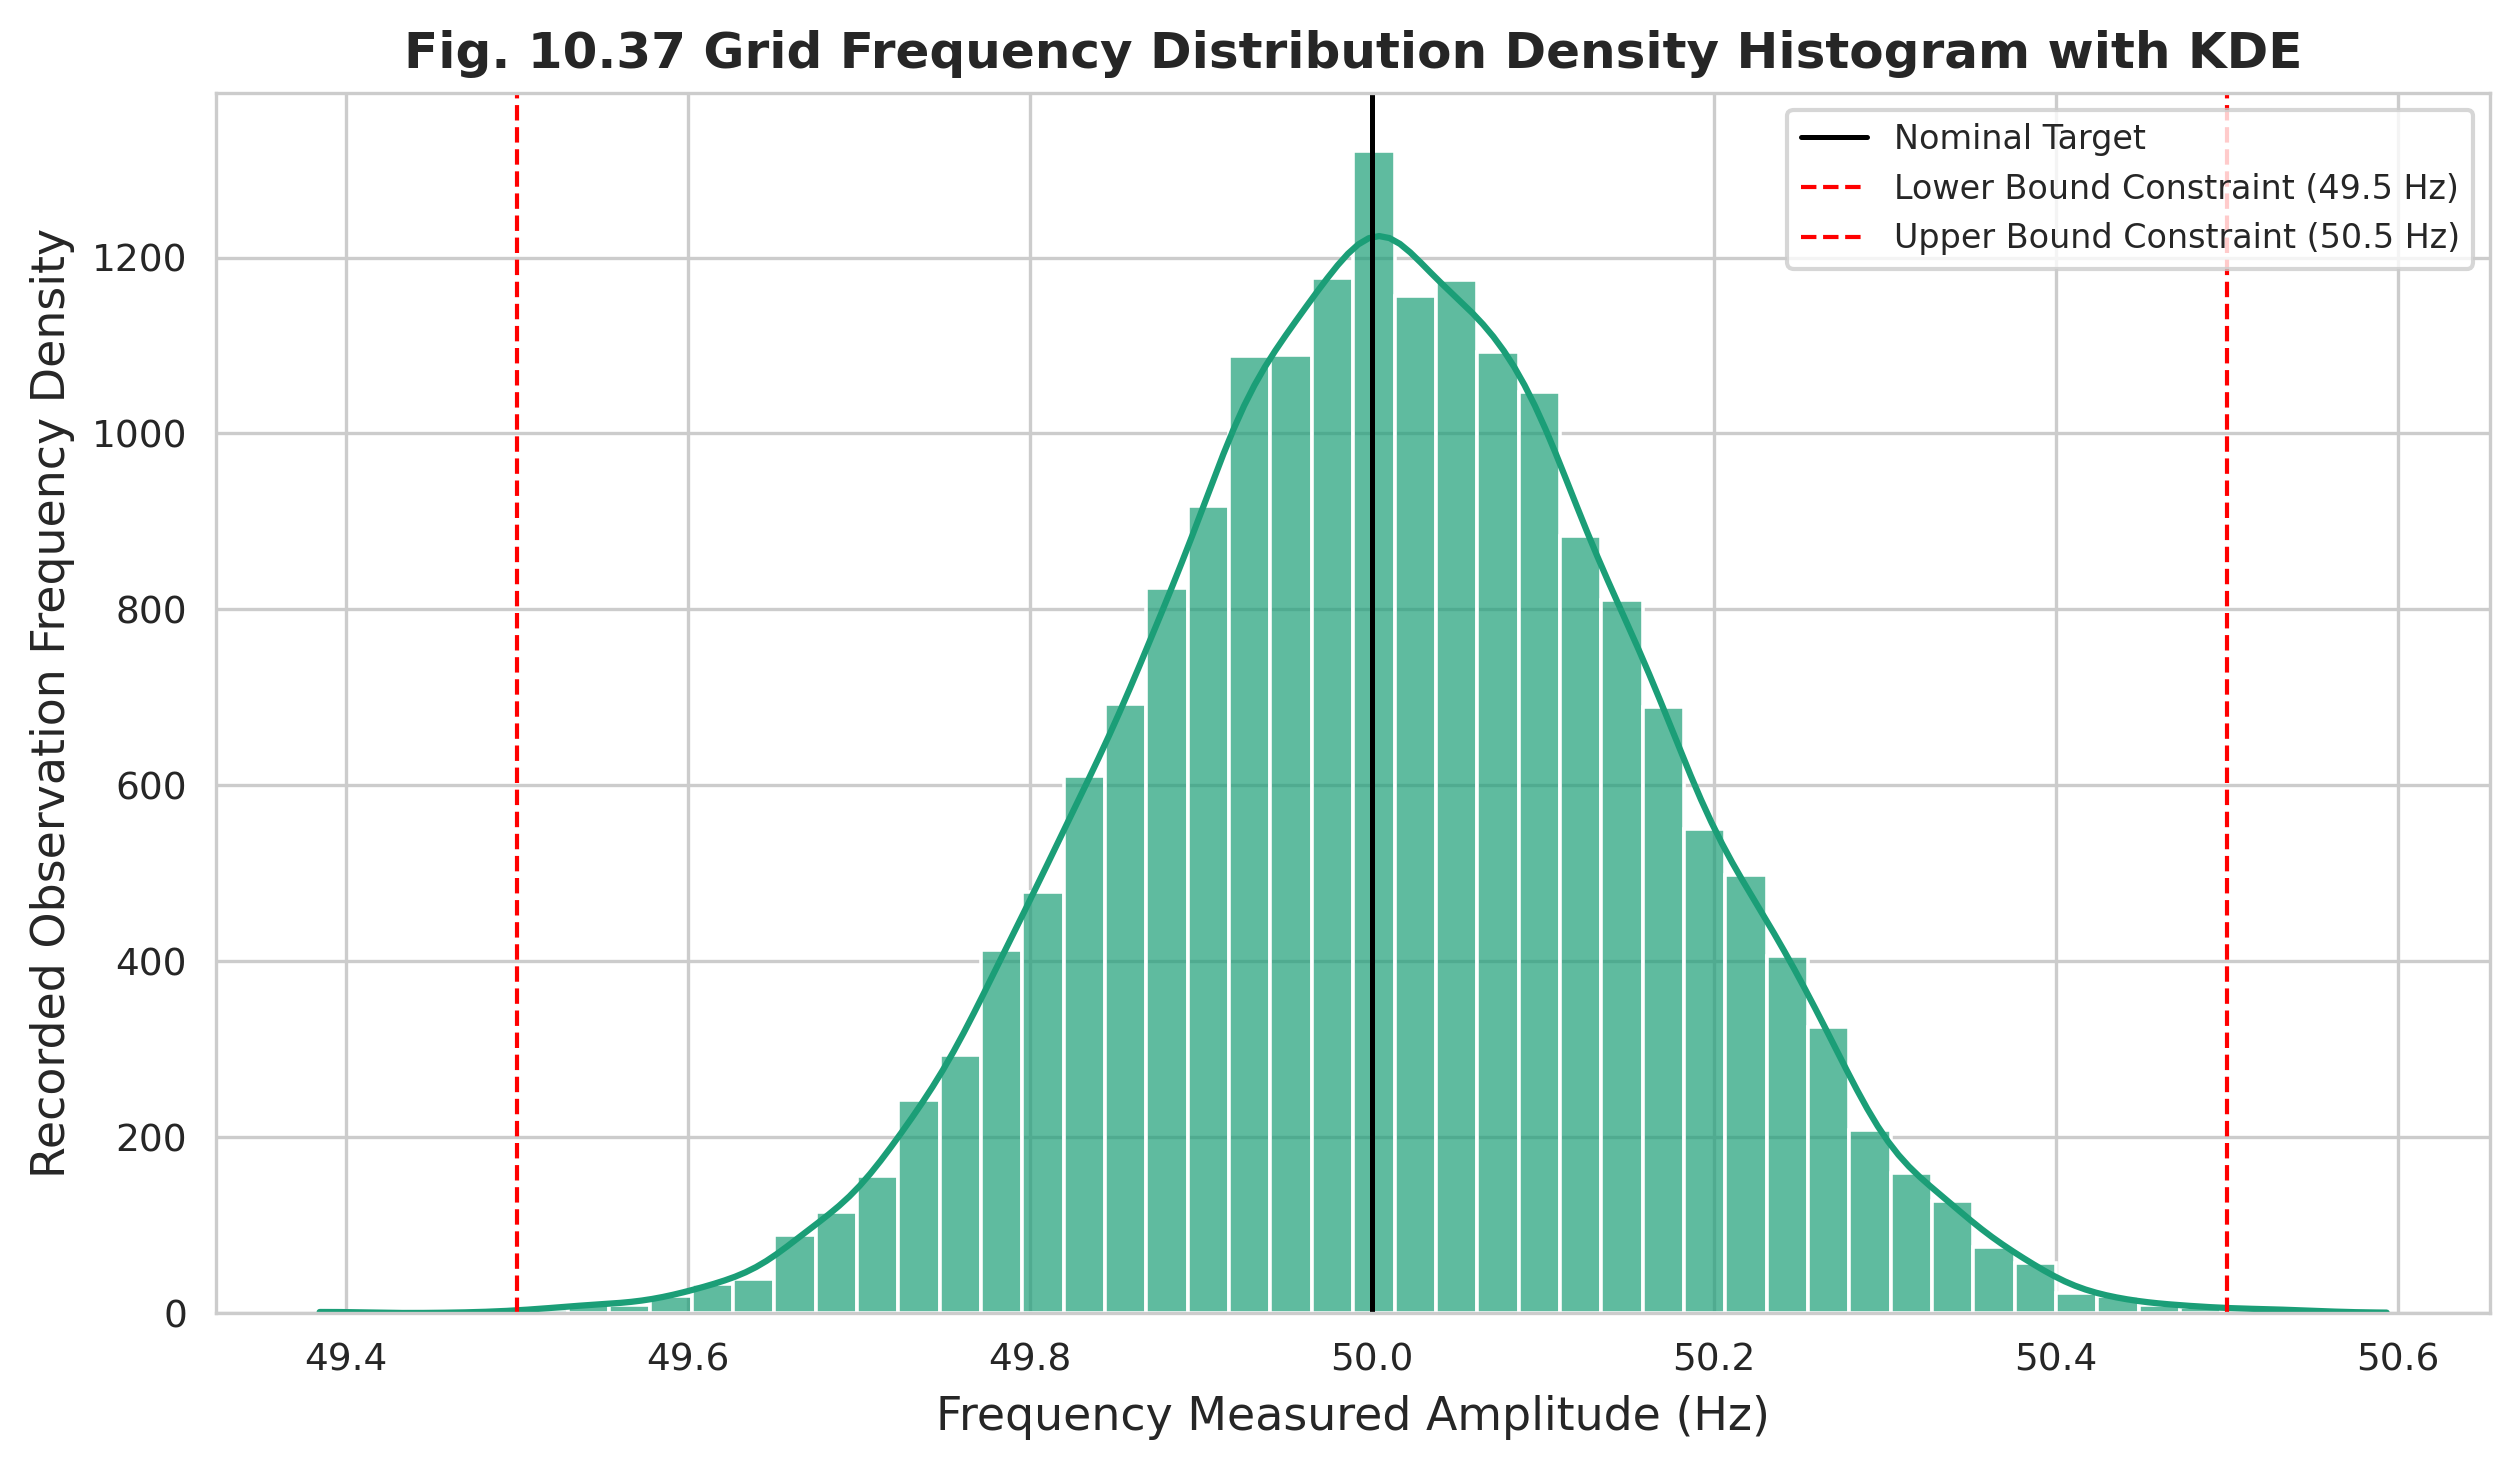 Fig. 10.37 Grid Frequency Distribution Density Histogram with KDE
Nominal Target
Lower Bound Constraint (49.5 Hz)
Upper Bound Constraint (50.5 Hz)
Recorded Observation Frequency Density
1200
1000
800
600
400
200
0
49.4 49.6 49.8 50.0 50.2 50.4 50.6
Frequency Measured Amplitude (Hz)